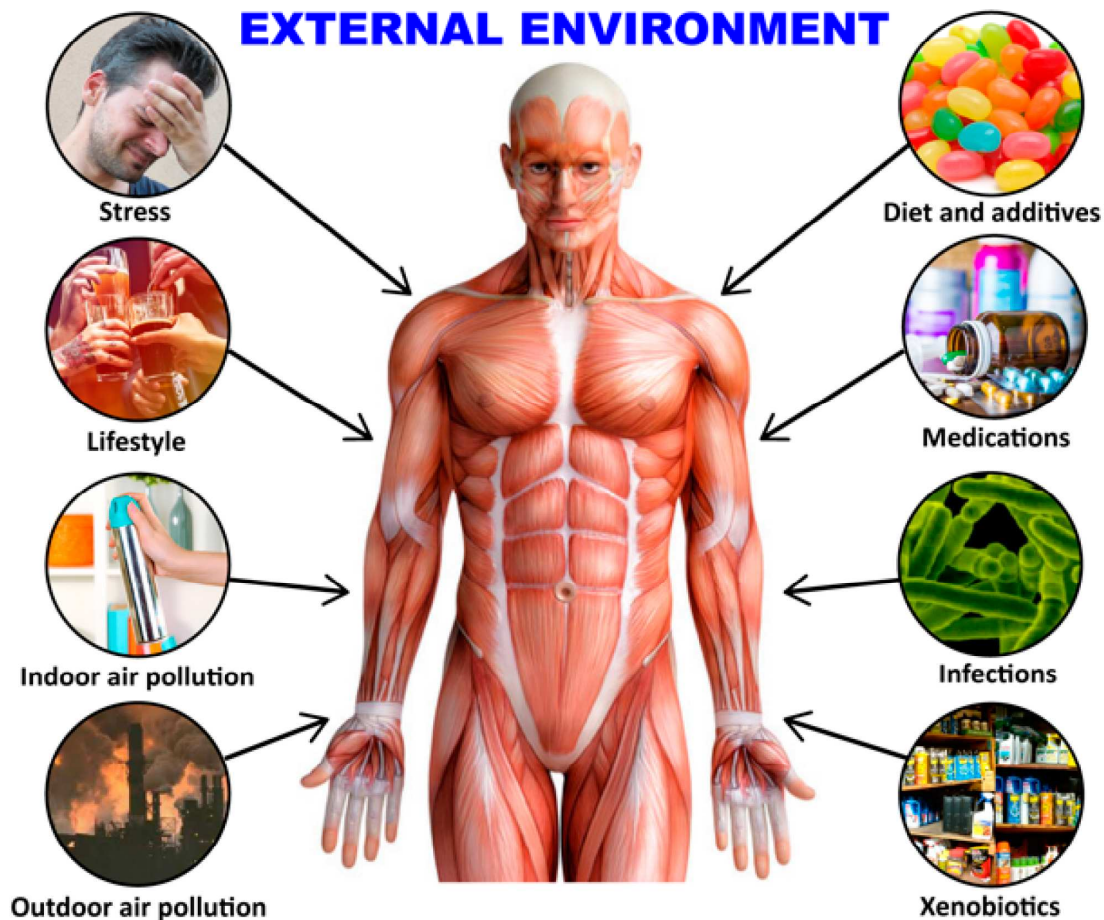 EXTERNAL ENVIRONMENT
Stress
Diet and additives
Lifestyle
Medications
Indoor air pollution
Infections
Outdoor air pollution
Xenobiotics